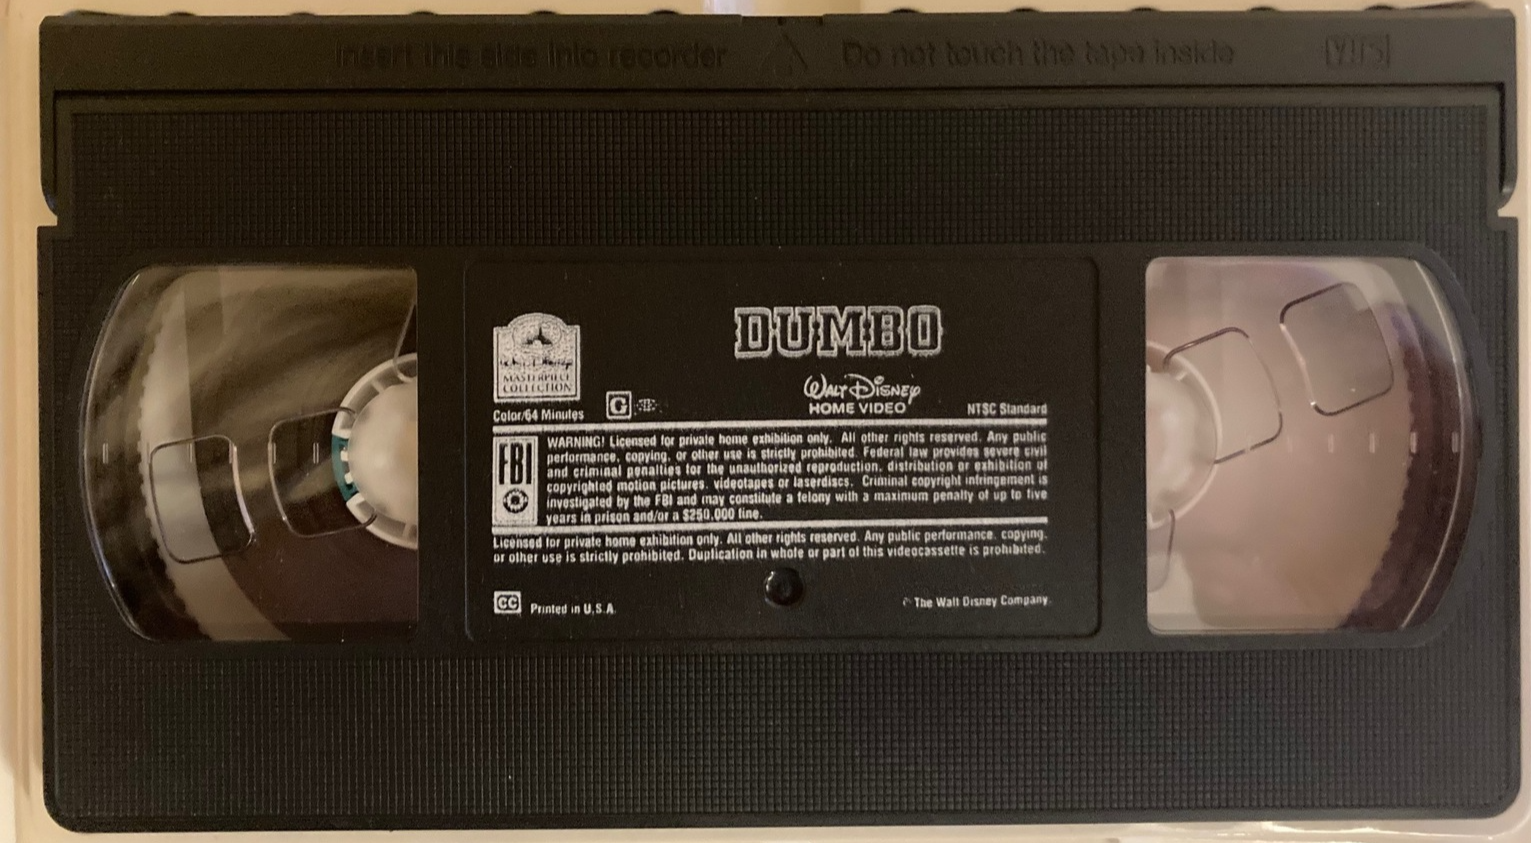 Insert this side into recorder Do not touch the tape inside VHS
DUMBO
Walt Disney
MASTERPIECE
COLLECTION
Walt Disney
HOME VIDEO
Color/64 Minutes G NTSC Standard
FBI
WARNING! Licensed for private home exhibition only. All other rights reserved. Any public
performance, copying, or other use is strictly prohibited. Federal law provides severe civil
and criminal penalties for the unauthorized reproduction, distribution or exhibition of
copyrighted motion pictures, videotapes or laserdiscs. Criminal copyright infringement is
investigated by the FBI and may constitute a felony with a maximum penalty of up to five
years in prison and/or a $250,000 fine.
Licensed for private home exhibition only. All other rights reserved. Any public performance, copying,
or other use is strictly prohibited. Duplication in whole or part of this videocassette is prohibited.
CC Printed in U.S.A. © The Walt Disney Company